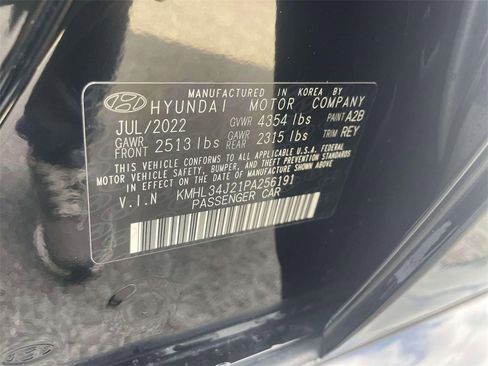 MANUFACTURED IN KOREA BY
HYUNDAI MOTOR COMPANY
JUL/2022 GVWR 4354 lbs PAINT A2B
GAWR FRONT 2513 lbs GAWR REAR 2315 lbs TRIM REY
THIS VEHICLE CONFORMS TO ALL APPLICABLE U.S.A. FEDERAL
MOTOR VEHICLE SAFETY, BUMPER, AND THEFT PREVENTION STANDARDS
IN EFFECT ON THE DATE OF MANUFACTURE SHOWN ABOVE.
V.I.N KMHL34J21PA256191
PASSENGER CAR